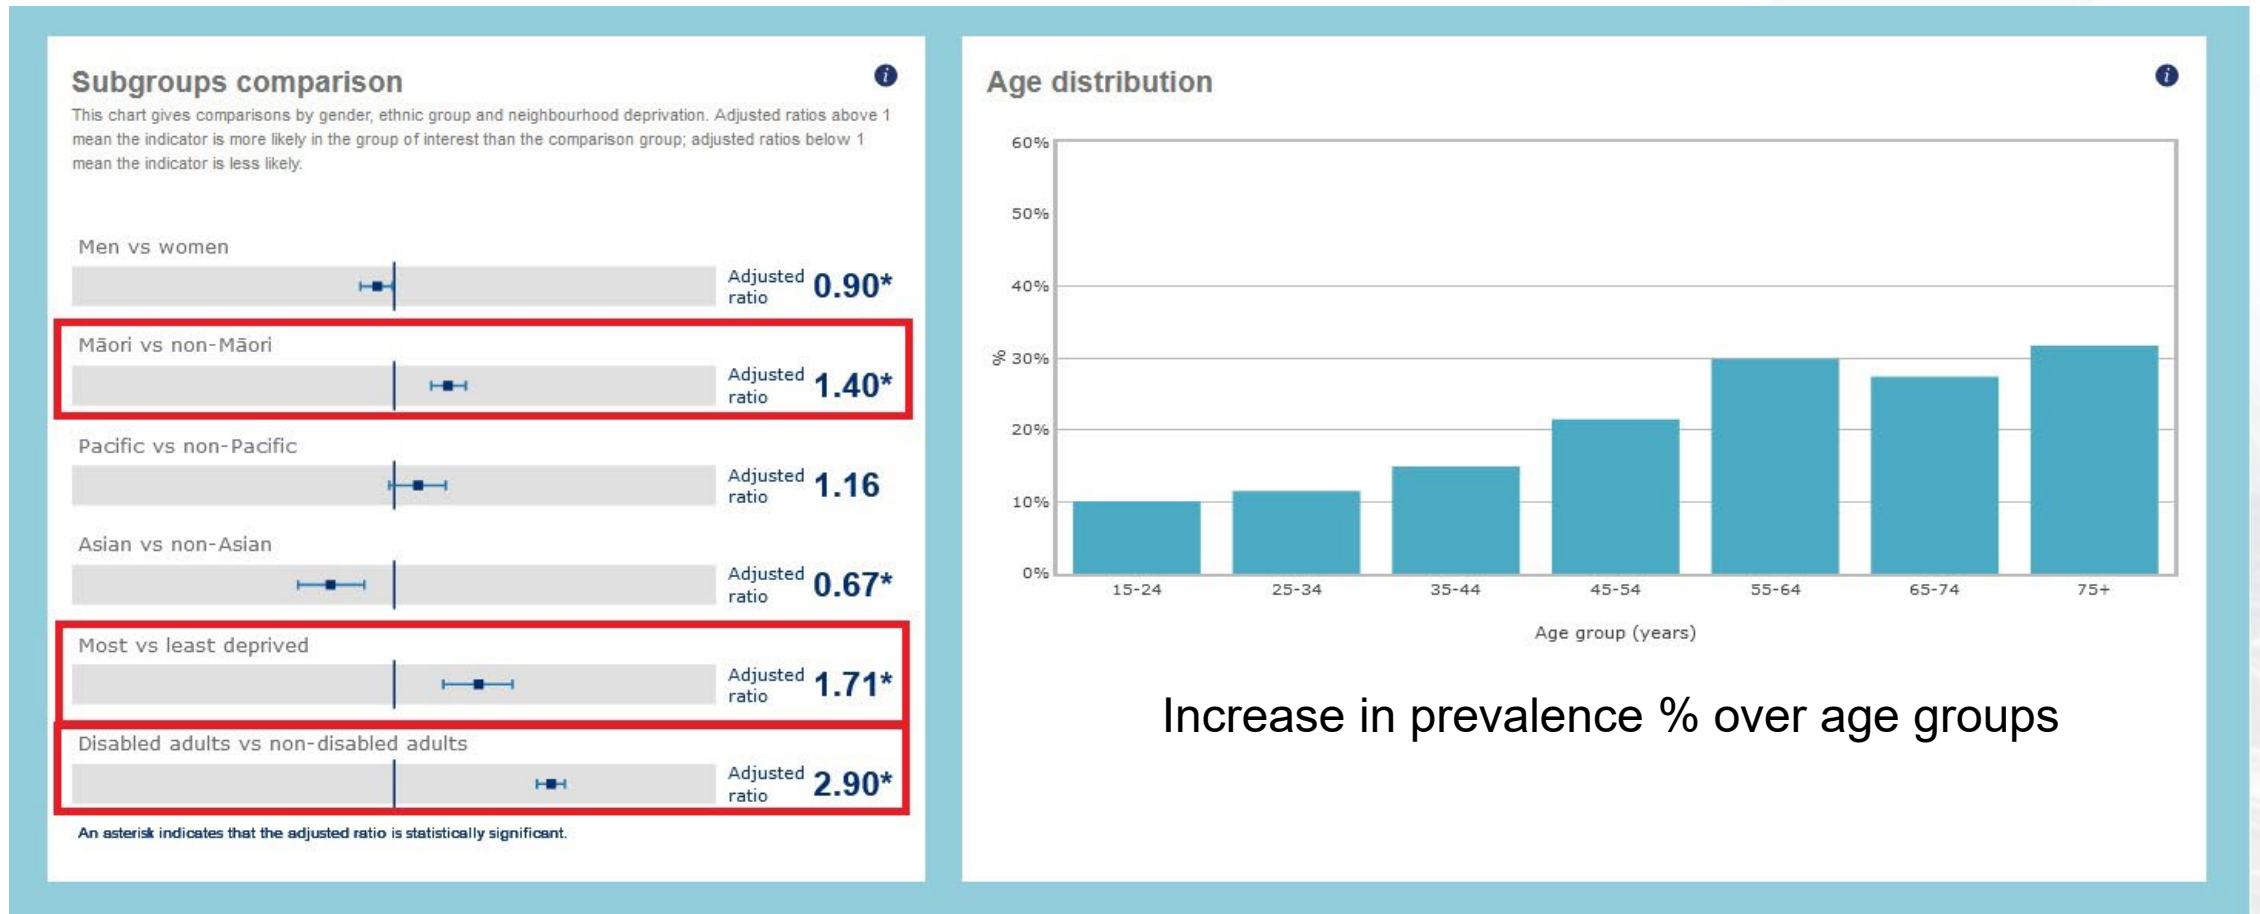 Subgroups comparison
This chart gives comparisons by gender, ethnic group and neighbourhood deprivation. Adjusted ratios above 1
mean the indicator is more likely in the group of interest than the comparison group; adjusted ratios below 1
mean the indicator is less likely.
Men vs women
Adjusted ratio 0.90*
Māori vs non-Māori
Adjusted ratio 1.40*
Pacific vs non-Pacific
Adjusted ratio 1.16
Asian vs non-Asian
Adjusted ratio 0.67*
Most vs least deprived
Adjusted ratio 1.71*
Disabled adults vs non-disabled adults
Adjusted ratio 2.90*
An asterisk indicates that the adjusted ratio is statistically significant.
Age distribution
60%
50%
40%
% 30%
20%
10%
0%
15-24 25-34 35-44 45-54 55-64 65-74 75+
Age group (years)
Increase in prevalence % over age groups